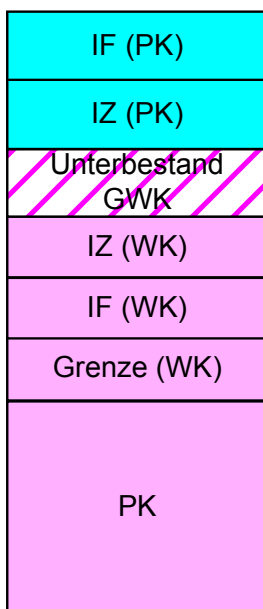 IF (PK)
IZ (PK)
Unterbestand
GWK
IZ (WK)
IF (WK)
Grenze (WK)
PK